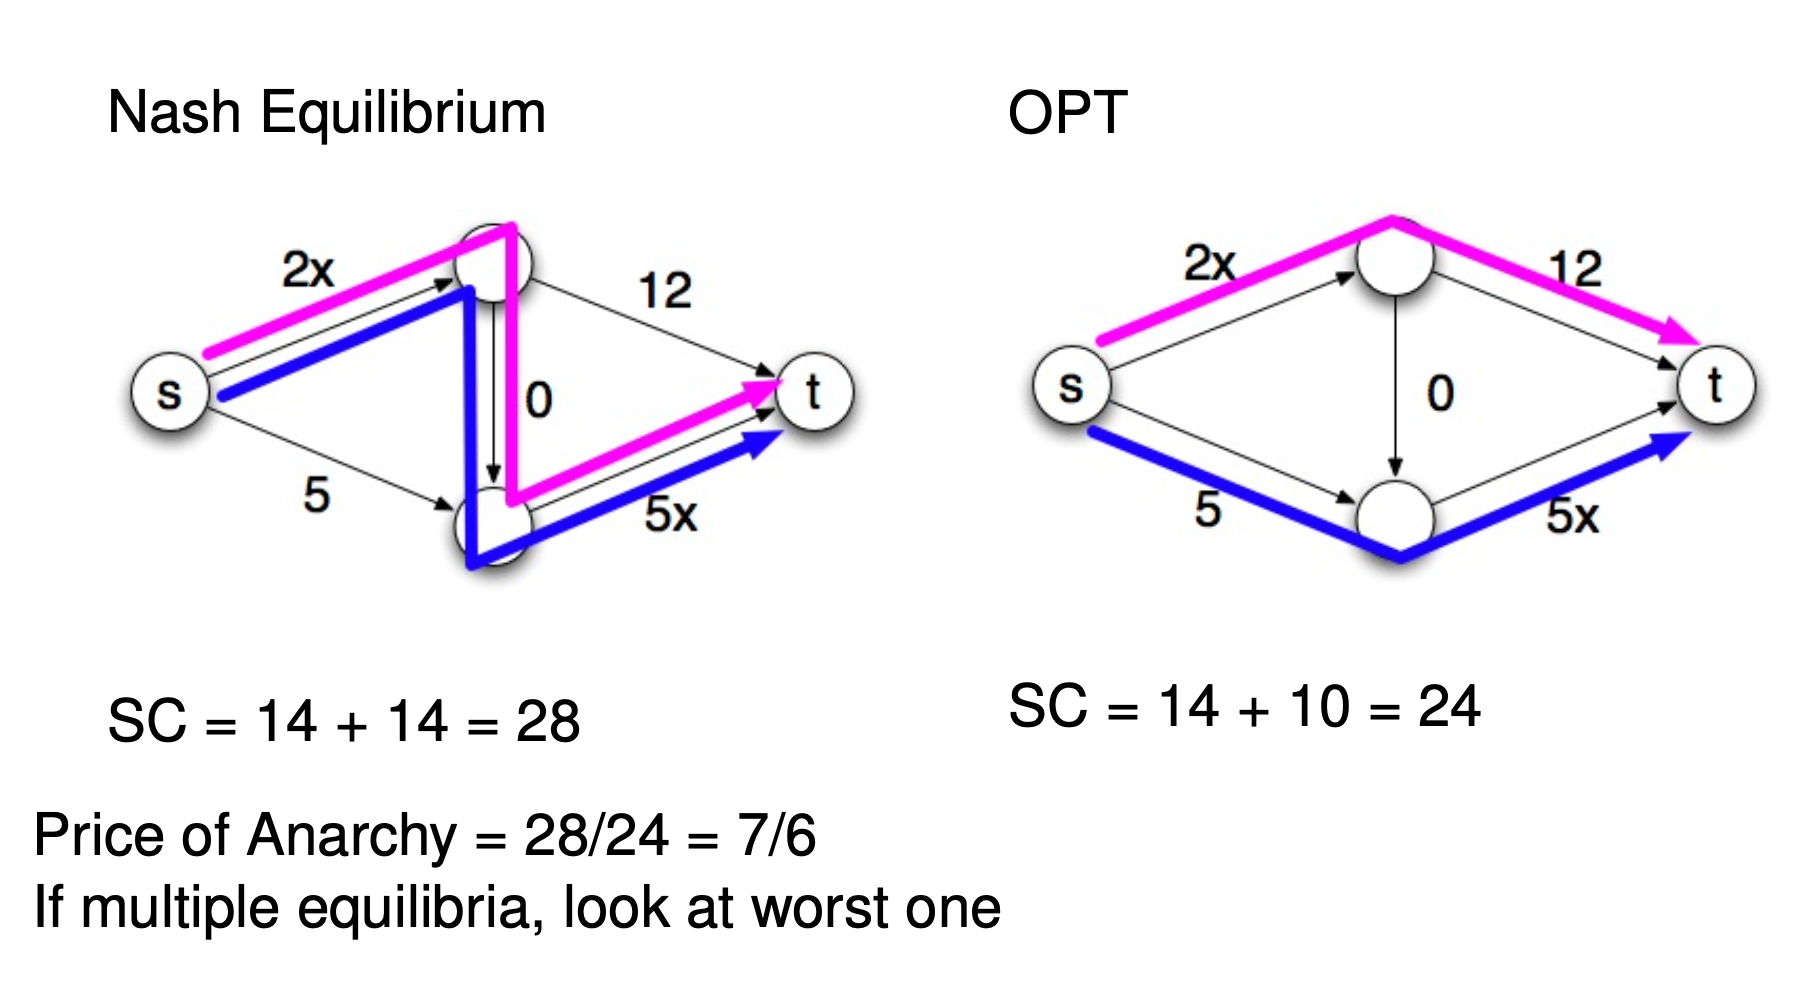 Nash Equilibrium
OPT
2x
12
s
0
t
5
5x
2x
12
s
0
t
5
5x
SC = 14 + 14 = 28
SC = 14 + 10 = 24
Price of Anarchy = 28/24 = 7/6
If multiple equilibria, look at worst one